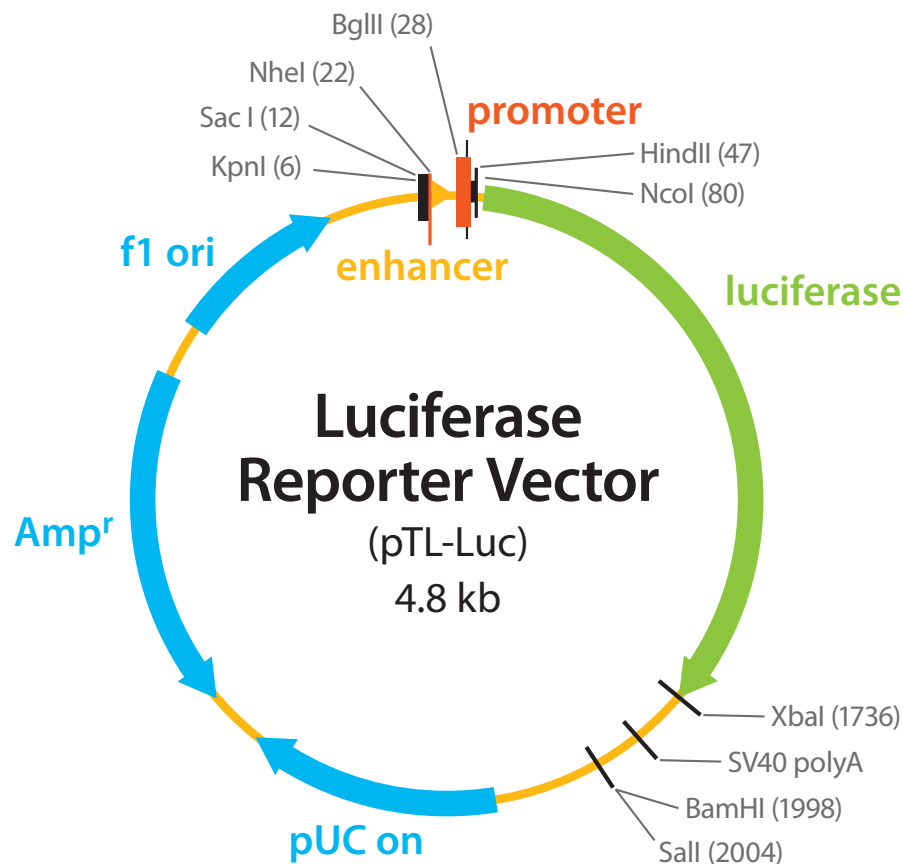 BglII (28)
NheI (22)
promoter
Sac I (12)
HindII (47)
KpnI (6)
NcoI (80)
f1 ori
enhancer
luciferase
Luciferase
Reporter Vector
(pTL-Luc)
4.8 kb
Ampʳ
XbaI (1736)
SV40 polyA
BamHI (1998)
pUC on
SalI (2004)